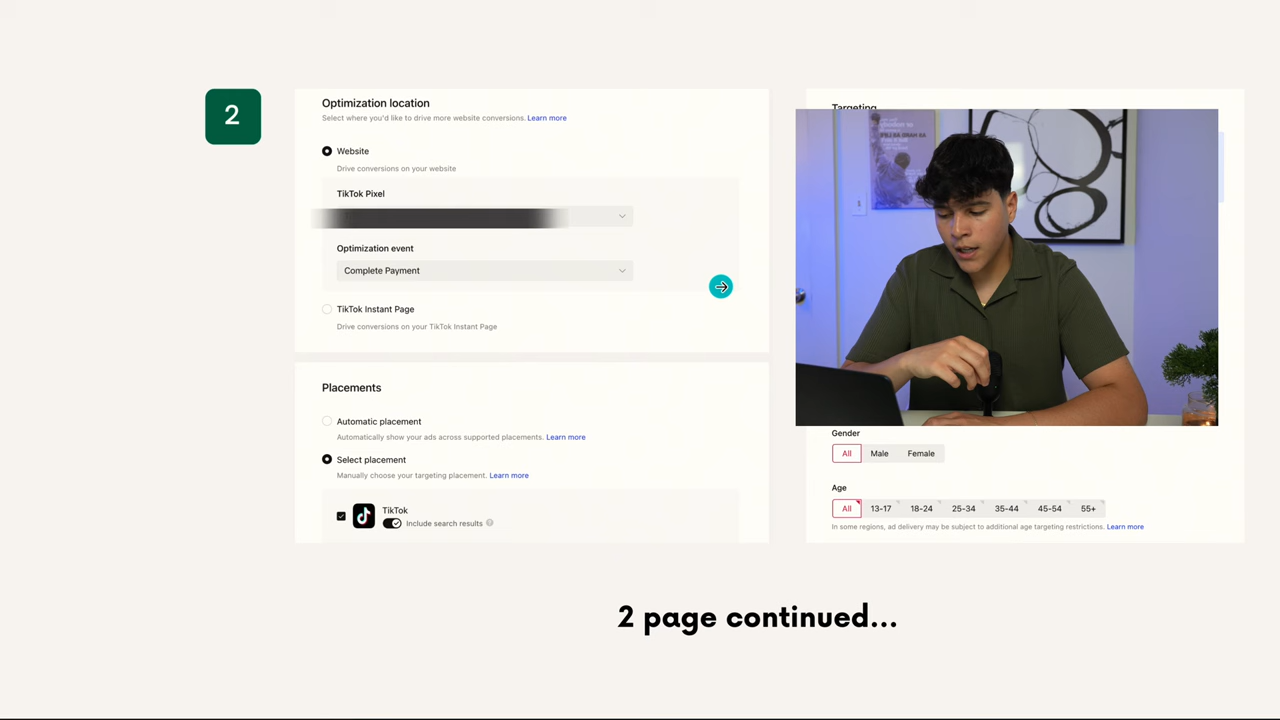 2
Optimization location
Select where you'd like to drive more website conversions. Learn more
Website
Drive conversions on your website
TikTok Pixel
Optimization event
Complete Payment
TikTok Instant Page
Drive conversions on your TikTok Instant Page
Placements
Automatic placement
Automatically show your ads across supported placements. Learn more
Select placement
Manually choose your targeting placement. Learn more
TikTok
Include search results
Targeting
Gender
All Male Female
Age
All 13-17 18-24 25-34 35-44 45-54 55+
In some regions, ad delivery may be subject to additional age targeting restrictions. Learn more
2 page continued...